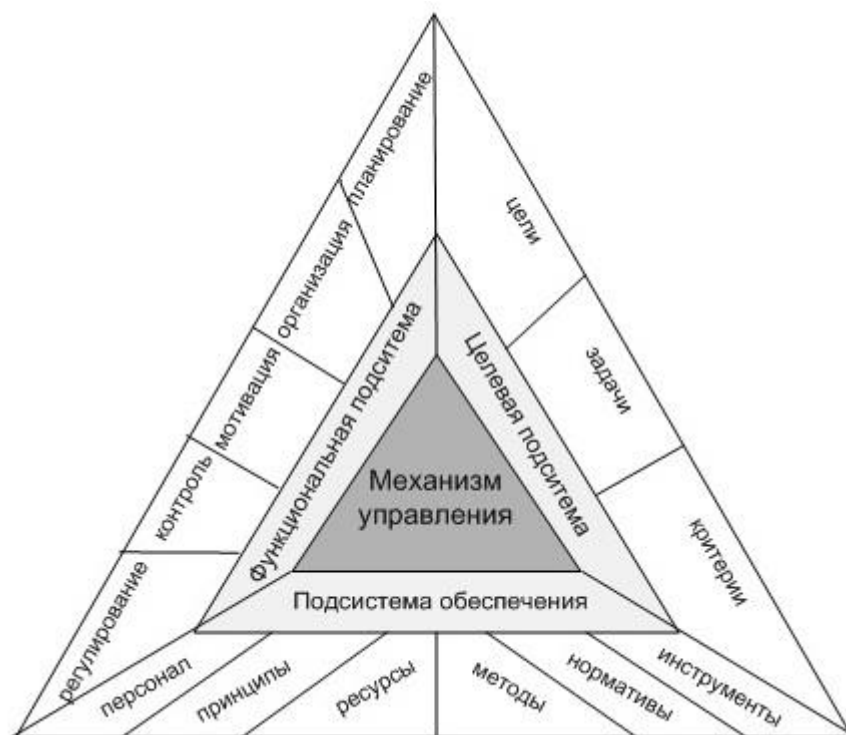 планирование
организация
мотивация
контроль
регулирование
цели
задачи
критерии
Функциональная подситема
Целевая подситема
Механизм
управления
Подсистема обеспечения
персонал
принципы
ресурсы
методы
нормативы
инструменты